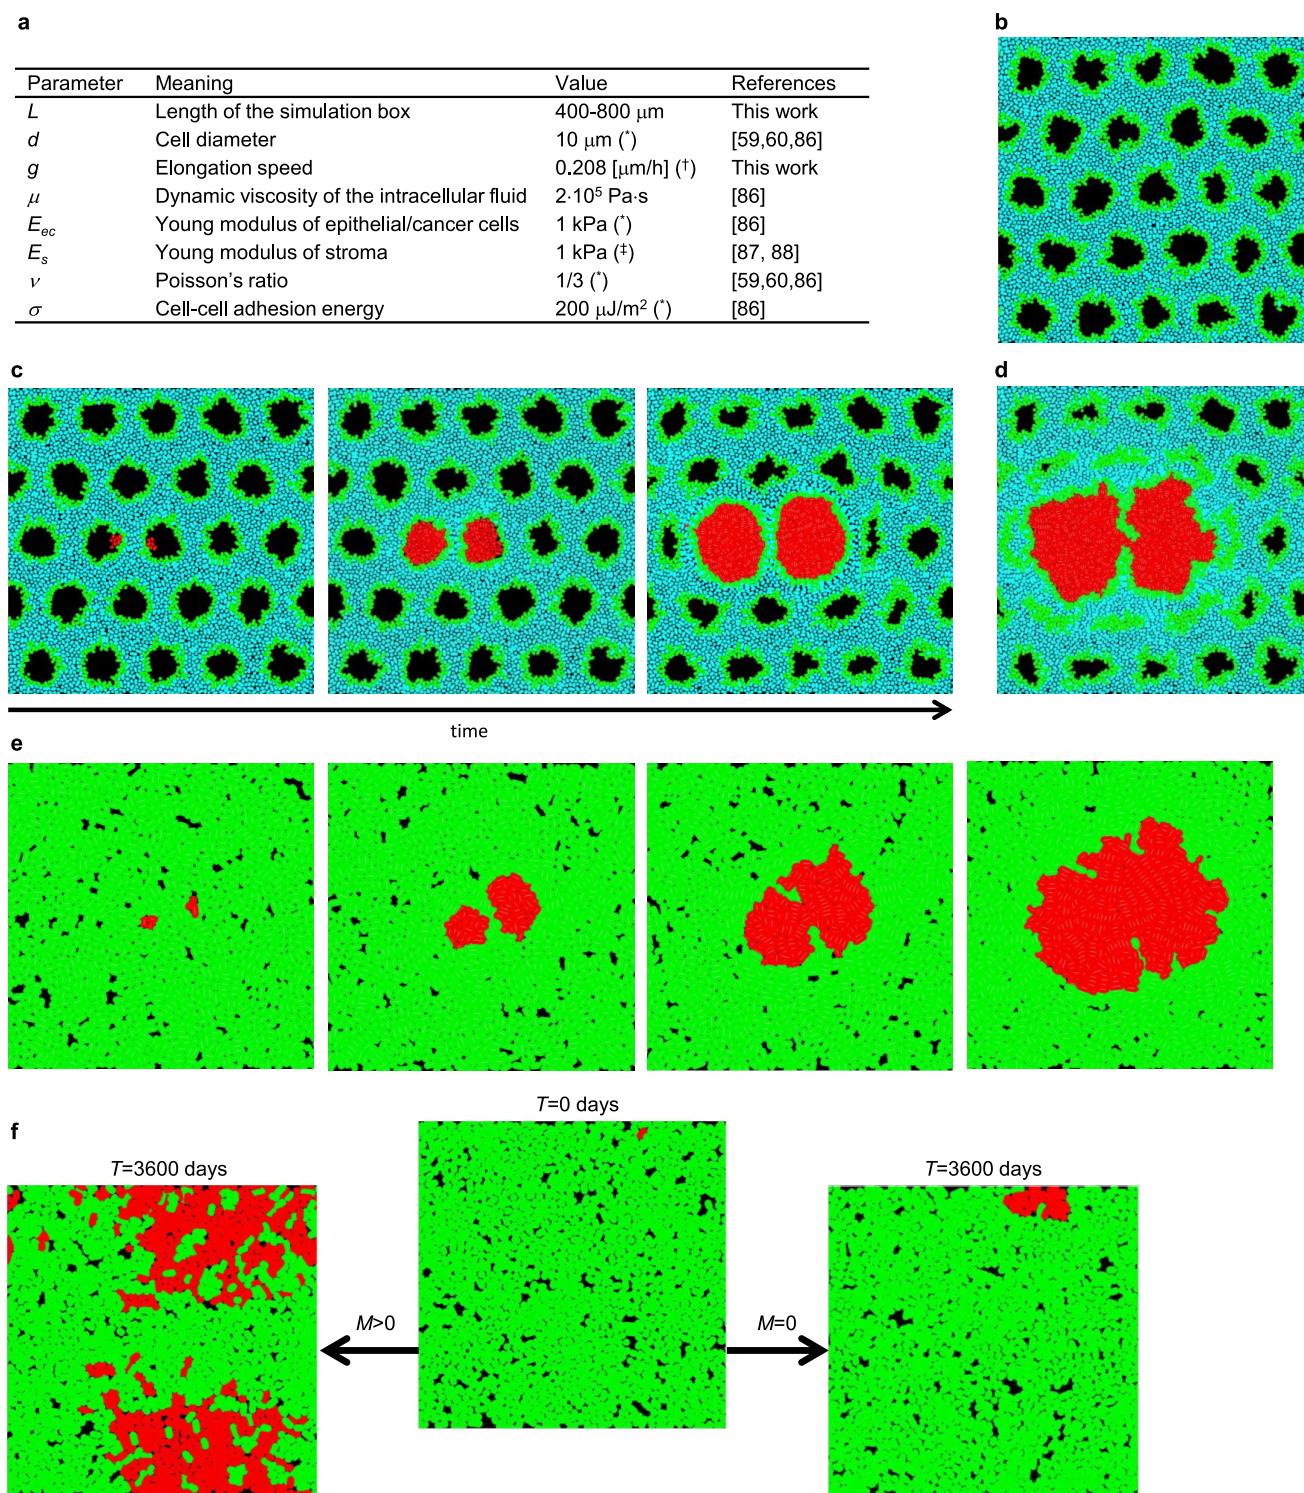 a
b
Parameter Meaning Value References
L Length of the simulation box 400-800 μm This work
d Cell diameter 10 μm (*) [59,60,86]
g Elongation speed 0.208 [μm/h] (†) This work
μ Dynamic viscosity of the intracellular fluid 2·10⁵ Pa·s [86]
E_ec Young modulus of epithelial/cancer cells 1 kPa (*) [86]
E_s Young modulus of stroma 1 kPa (‡) [87, 88]
ν Poisson's ratio 1/3 (*) [59,60,86]
σ Cell-cell adhesion energy 200 μJ/m² (*) [86]
c
d
time
e
T=0 days
f
T=3600 days
T=3600 days
M>0
M=0